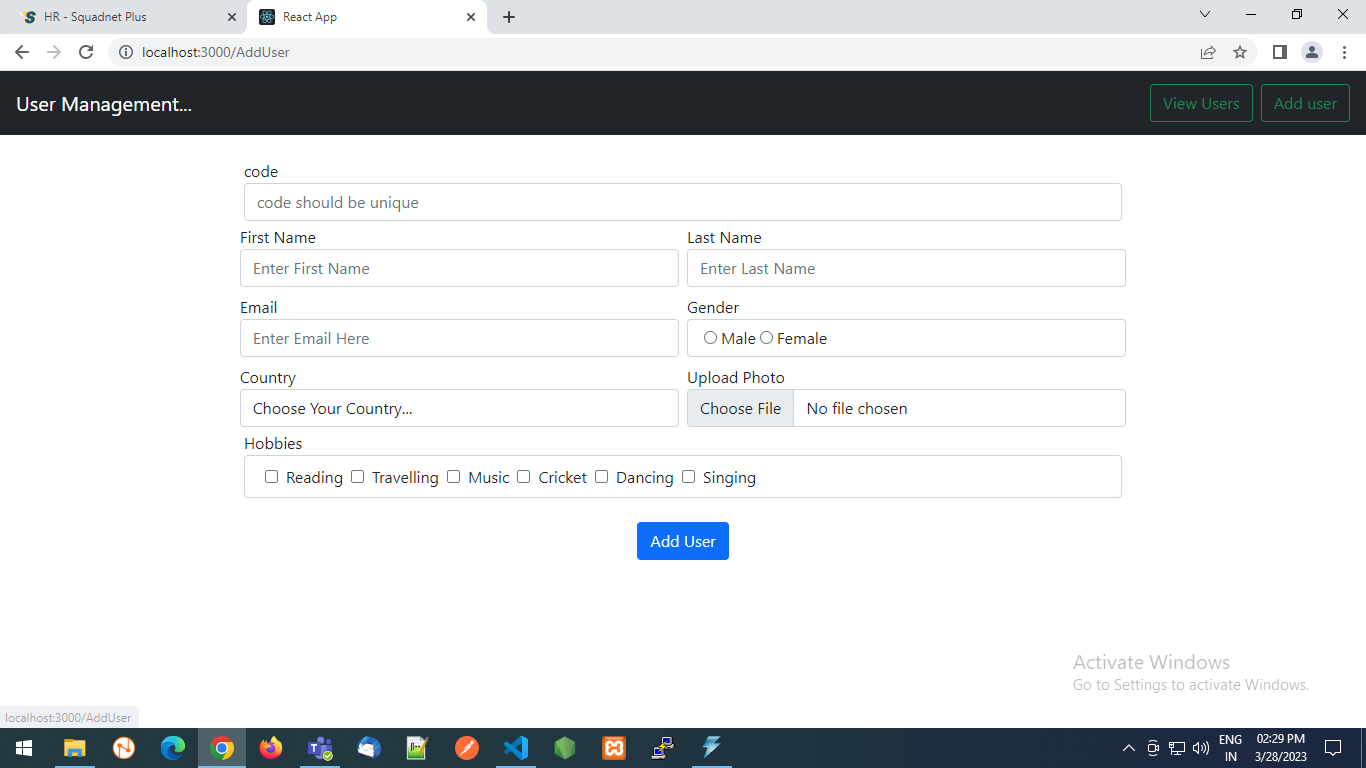 HR - Squadnet Plus
React App
localhost:3000/AddUser
User Management...
View Users
Add user
code
code should be unique
First Name
Last Name
Enter First Name
Enter Last Name
Email
Gender
Enter Email Here
Male Female
Country
Upload Photo
Choose Your Country...
Choose File
No file chosen
Hobbies
Reading Travelling Music Cricket Dancing Singing
Add User
Activate Windows
Go to Settings to activate Windows.
localhost:3000/AddUser
ENG
IN
02:29 PM
3/28/2023